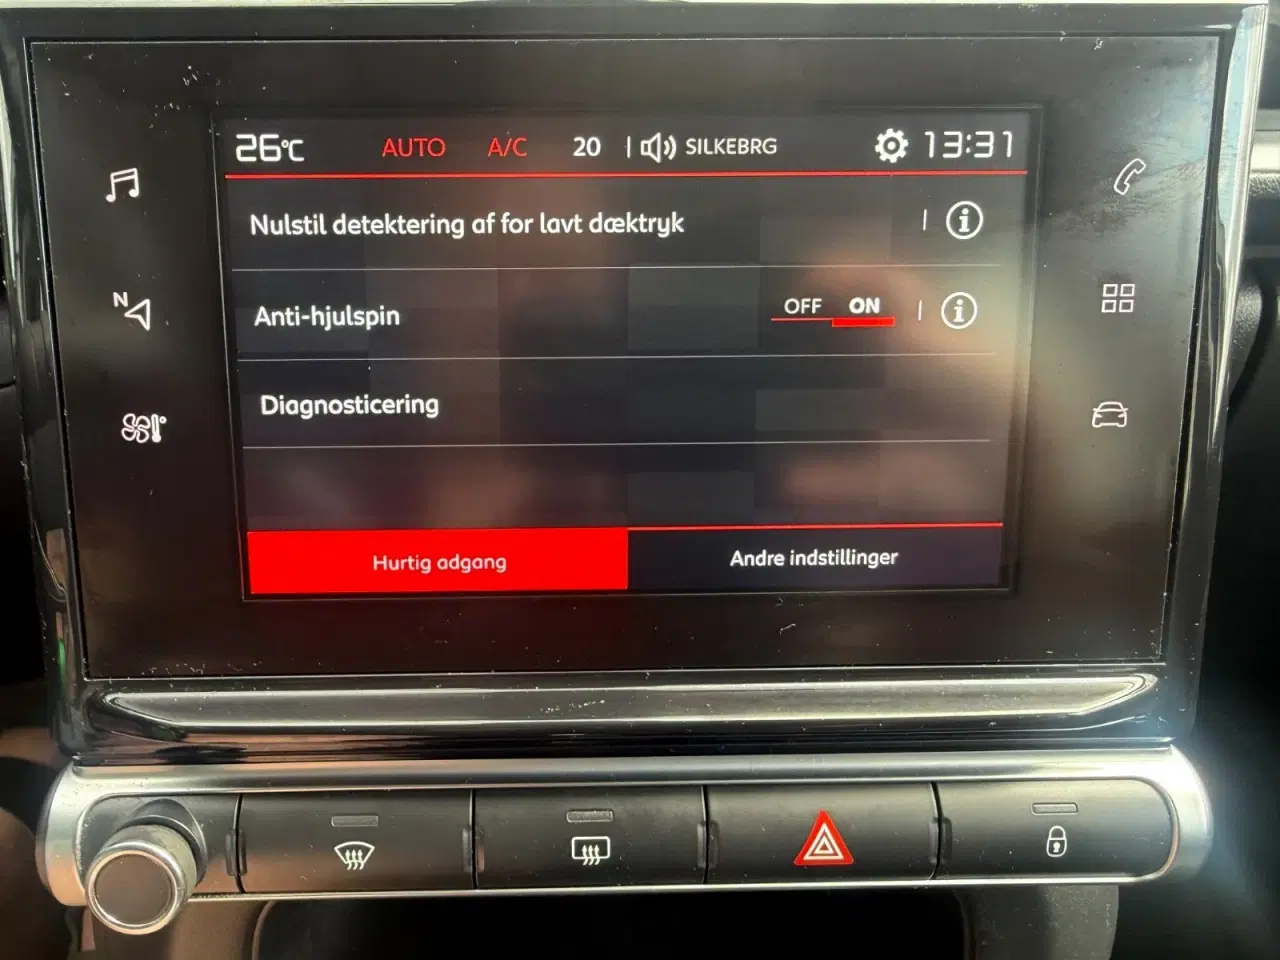 26°C AUTO A/C 20 SILKEBRG 13:31
Nulstil detektering af for lavt dæktryk
N
Anti-hjulspin OFF ON
Diagnosticering
Hurtig adgang Andre indstillinger